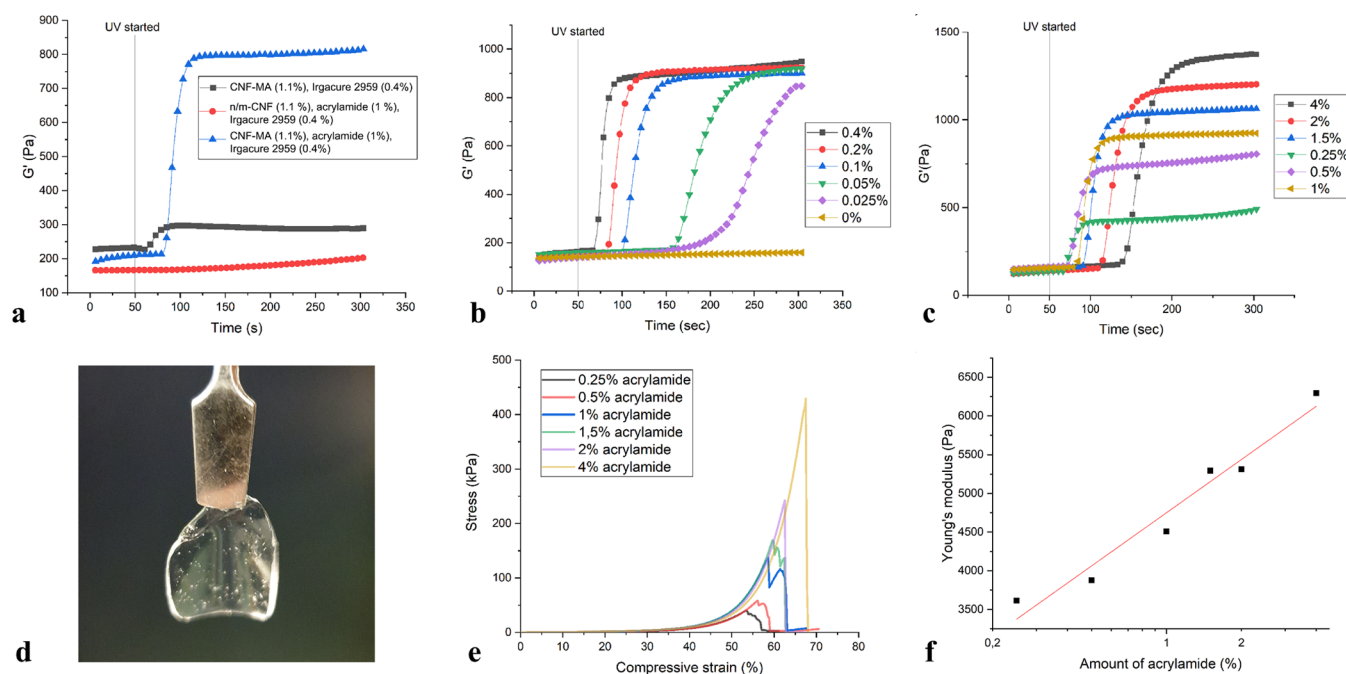 UV started
G' (Pa)
900
800
700
600
500
400
300
200
100
CNF-MA (1.1%), Irgacure 2959 (0.4%)
n/m-CNF (1.1 %), acrylamide (1 %),
Irgacure 2959 (0.4 %)
CNF-MA (1.1%), acrylamide (1%),
Irgacure 2959 (0.4%)
0 50 100 150 200 250 300 350
Time (s)
a
UV started
G' (Pa)
1000
800
600
400
200
0
0.4%
0.2%
0.1%
0.05%
0.025%
0%
0 50 100 150 200 250 300 350
Time (sec)
b
UV started
G'(Pa)
1500
1000
500
0
4%
2%
1.5%
0.25%
0.5%
1%
0 50 100 150 200 250 300
Time (sec)
c
d
Stress (kPa)
500
400
300
200
100
0
0.25% acrylamide
0.5% acrylamide
1% acrylamide
1,5% acrylamide
2% acrylamide
4% acrylamide
0 10 20 30 40 50 60 70 80
Compressive strain (%)
e
Young's modulus (Pa)
6500
6000
5500
5000
4500
4000
3500
0,2 1 2
Amount of acrylamide (%)
f